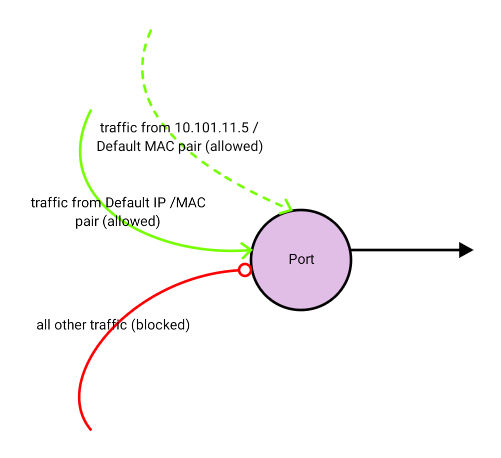 traffic from 10.101.11.5 /
Default MAC pair (allowed)
traffic from Default IP /MAC
pair (allowed)
Port
all other traffic (blocked)